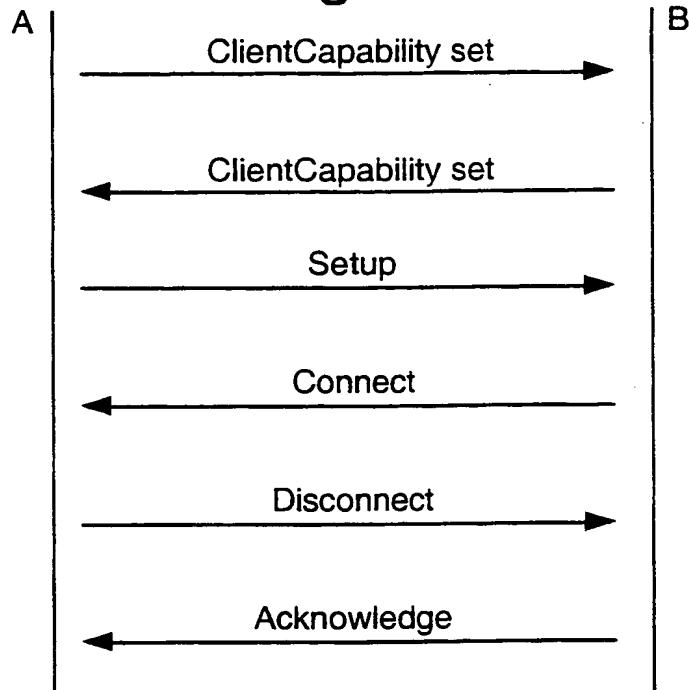 A
B
ClientCapability set
ClientCapability set
Setup
Connect
Disconnect
Acknowledge